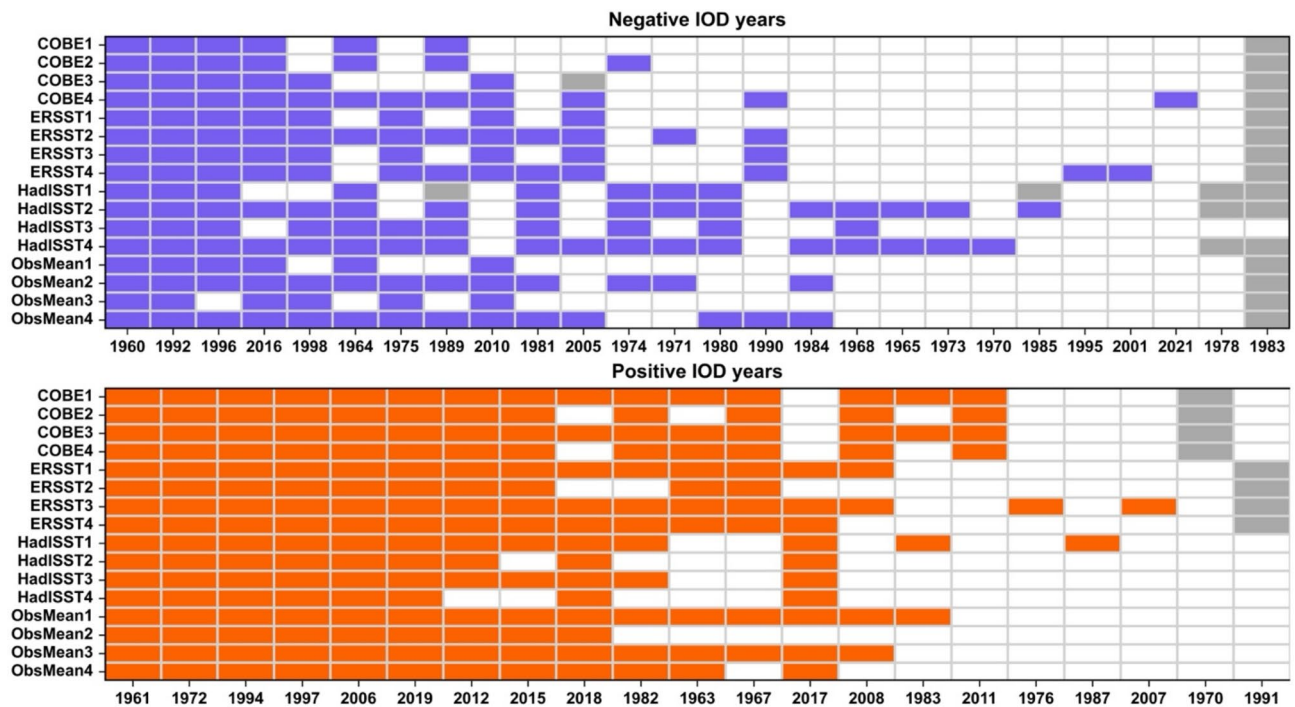 Negative IOD years
COBE1
COBE2
COBE3
COBE4
ERSST1
ERSST2
ERSST3
ERSST4
HadISST1
HadISST2
HadISST3
HadISST4
ObsMean1
ObsMean2
ObsMean3
ObsMean4
1960 1992 1996 2016 1998 1964 1975 1989 2010 1981 2005 1974 1971 1980 1990 1984 1968 1965 1973 1970 1985 1995 2001 2021 1978 1983
Positive IOD years
COBE1
COBE2
COBE3
COBE4
ERSST1
ERSST2
ERSST3
ERSST4
HadISST1
HadISST2
HadISST3
HadISST4
ObsMean1
ObsMean2
ObsMean3
ObsMean4
1961 1972 1994 1997 2006 2019 2012 2015 2018 1982 1963 1967 2017 2008 1983 2011 1976 1987 2007 1970 1991